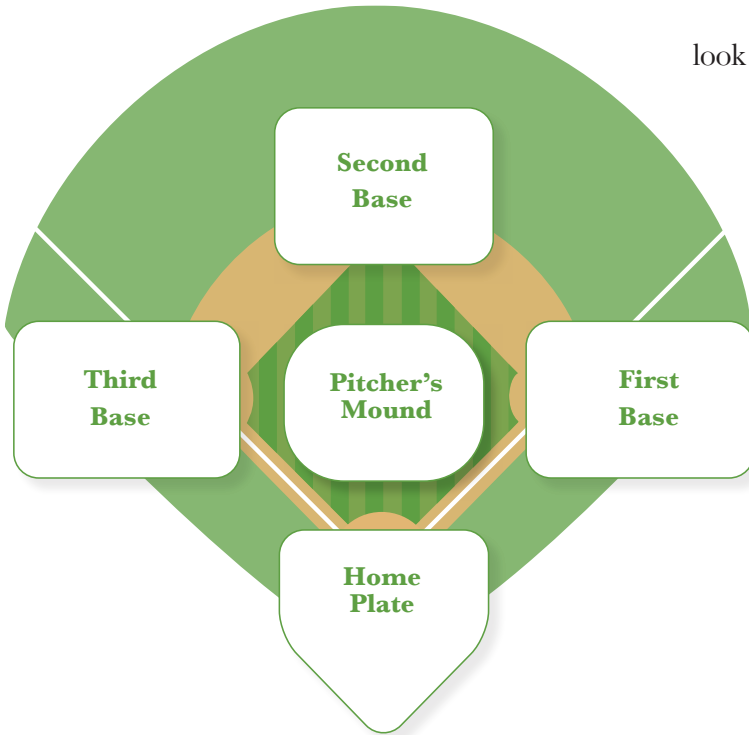 look
Second
Base
Third
Base
Pitcher’s
Mound
First
Base
Home
Plate